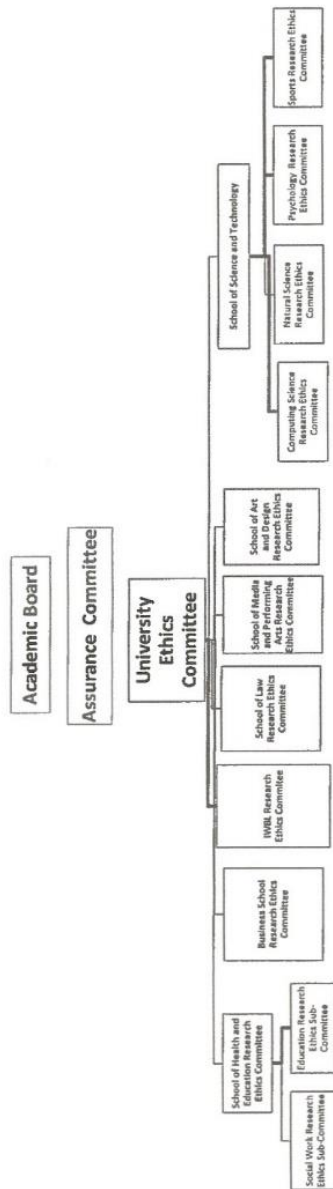 Academic Board
Assurance Committee
University
Ethics
Committee
School of Health and
Education Research
Ethics Committee
Business School
Research Ethics
Committee
IWBL Research
Ethics Commitee
School of Law
Research Ethics
Committee
School of Media
and Performing
Arts Research
Ethics Committee
School of Art
and Design
Research Ethics
Committee
School of Science and Technology
Social Work Research
Ethics Sub-Committee
Education Research
Ethics Sub-
Committee
Computing Science
Research Ethics
Committee
Natural Science
Research Ethics
Committee
Psychology Research
Ethics Committee
Sports Research Ethics
Committee